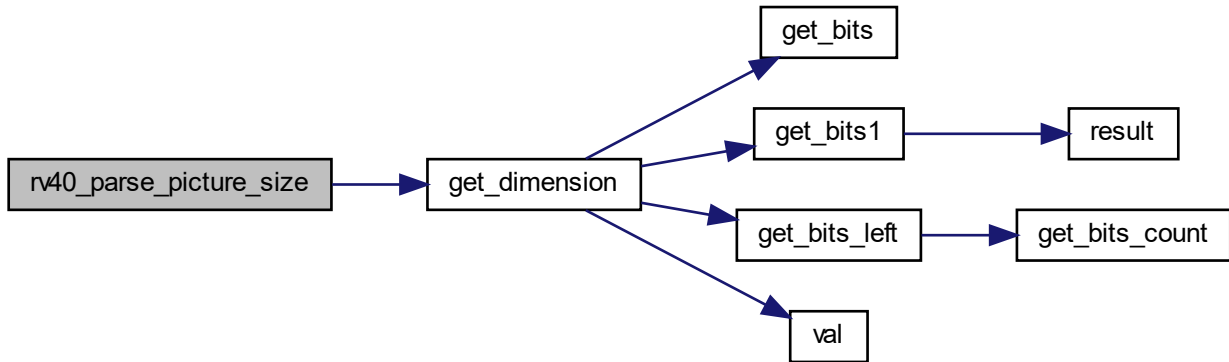 rv40_parse_picture_size
get_dimension
get_bits
get_bits1
result
get_bits_left
get_bits_count
val